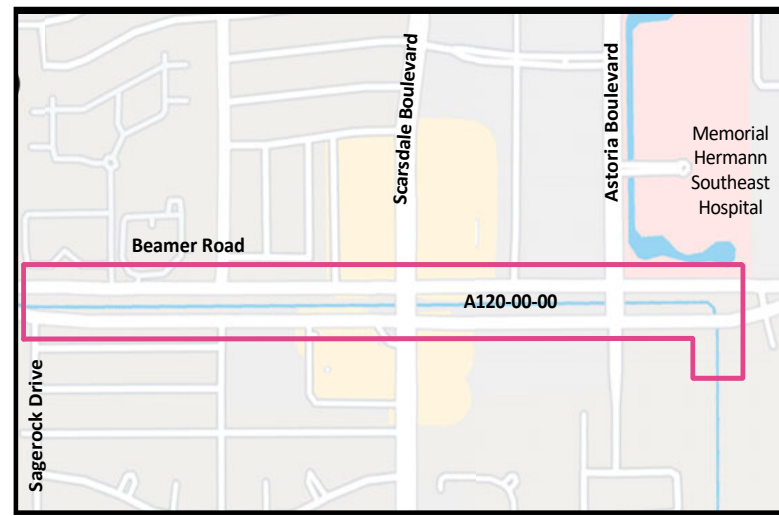 Scarsdale Boulevard
Astoria Boulevard
Memorial
Hermann
Southeast
Hospital
Beamer Road
A120-00-00
Sagerock Drive